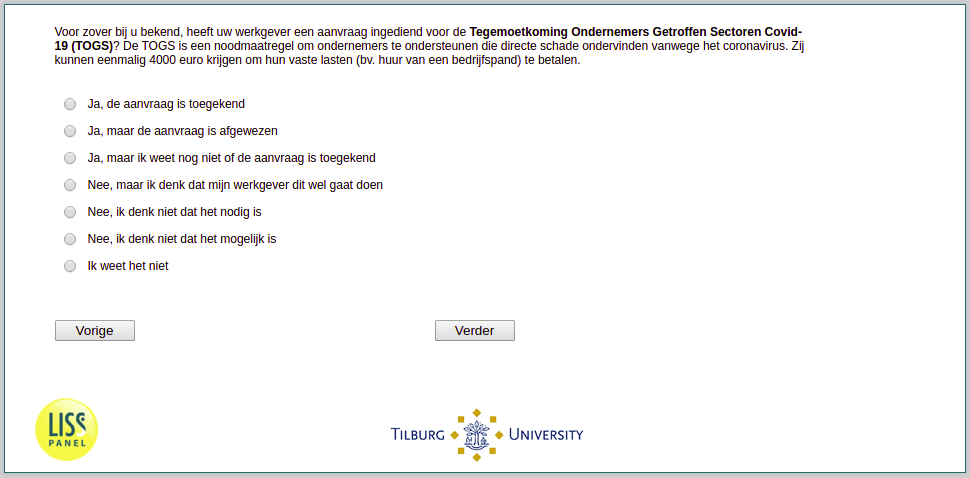 Voor zover bij u bekend, heeft uw werkgever een aanvraag ingediend voor de Tegemoetkoming Ondernemers Getroffen Sectoren Covid-
19 (TOGS)? De TOGS is een noodmaatregel om ondernemers te ondersteunen die directe schade ondervinden vanwege het coronavirus. Zij
kunnen eenmalig 4000 euro krijgen om hun vaste lasten (bv. huur van een bedrijfspand) te betalen.
Ja, de aanvraag is toegekend
Ja, maar de aanvraag is afgewezen
Ja, maar ik weet nog niet of de aanvraag is toegekend
Nee, maar ik denk dat mijn werkgever dit wel gaat doen
Nee, ik denk niet dat het nodig is
Nee, ik denk niet dat het mogelijk is
Ik weet het niet
Vorige
Verder
LISS
PANEL
TILBURG UNIVERSITY